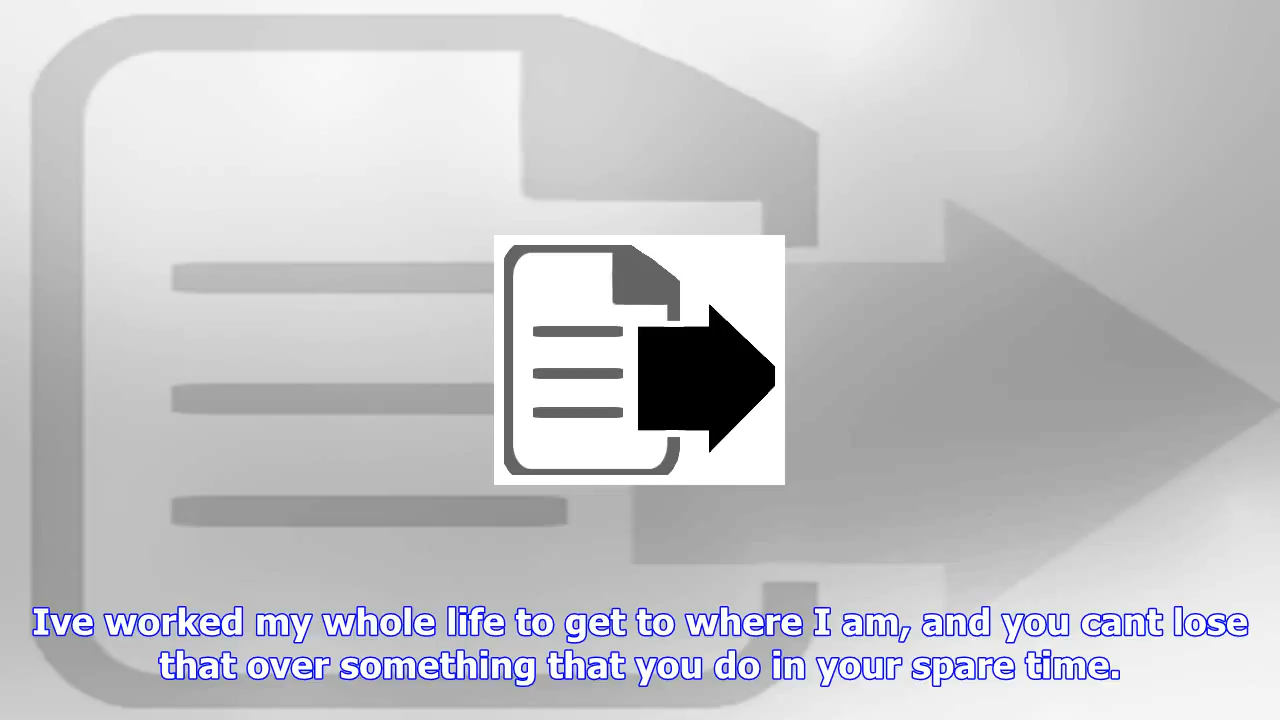 Ive worked my whole life to get to where I am, and you cant lose
that over something that you do in your spare time.